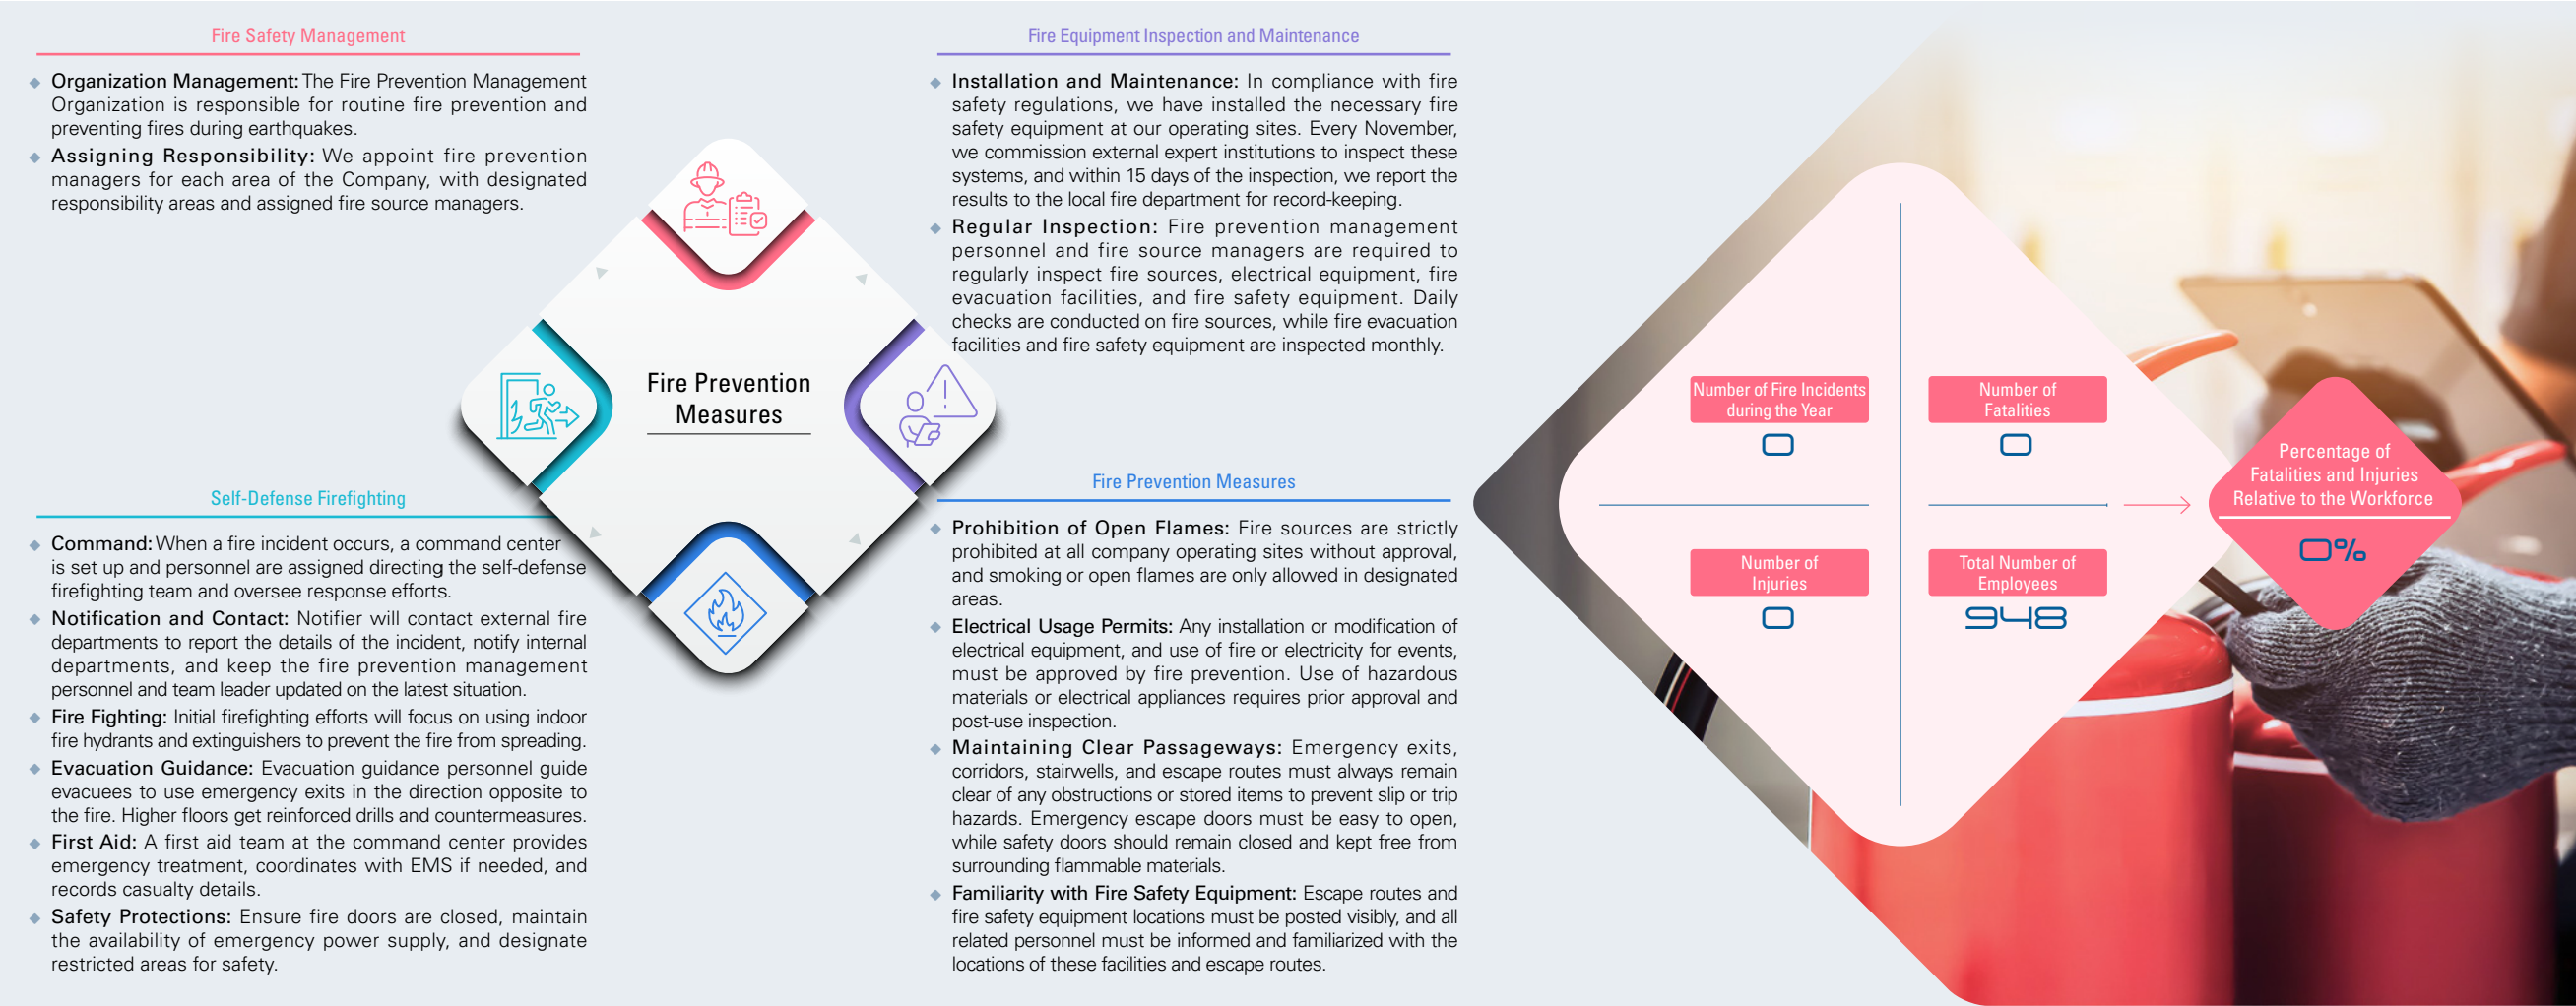 Fire Safety Management
Organization Management: The Fire Prevention Management
Organization is responsible for routine fire prevention and
preventing fires during earthquakes.
Assigning Responsibility: We appoint fire prevention
managers for each area of the Company, with designated
responsibility areas and assigned fire source managers.
Fire Prevention
Measures
Self-Defense Firefighting
Command: When a fire incident occurs, a command center
is set up and personnel are assigned directing the self-defense
firefighting team and oversee response efforts.
Notification and Contact: Notifier will contact external fire
departments to report the details of the incident, notify internal
departments, and keep the fire prevention management
personnel and team leader updated on the latest situation.
Fire Fighting: Initial firefighting efforts will focus on using indoor
fire hydrants and extinguishers to prevent the fire from spreading.
Evacuation Guidance: Evacuation guidance personnel guide
evacuees to use emergency exits in the direction opposite to
the fire. Higher floors get reinforced drills and countermeasures.
First Aid: A first aid team at the command center provides
emergency treatment, coordinates with EMS if needed, and
records casualty details.
Safety Protections: Ensure fire doors are closed, maintain
the availability of emergency power supply, and designate
restricted areas for safety.
Fire Equipment Inspection and Maintenance
Installation and Maintenance: In compliance with fire
safety regulations, we have installed the necessary fire
safety equipment at our operating sites. Every November,
we commission external expert institutions to inspect these
systems, and within 15 days of the inspection, we report the
results to the local fire department for record-keeping.
Regular Inspection: Fire prevention management
personnel and fire source managers are required to
regularly inspect fire sources, electrical equipment, fire
evacuation facilities, and fire safety equipment. Daily
checks are conducted on fire sources, while fire evacuation
facilities and fire safety equipment are inspected monthly.
Fire Prevention Measures
Prohibition of Open Flames: Fire sources are strictly
prohibited at all company operating sites without approval,
and smoking or open flames are only allowed in designated
areas.
Electrical Usage Permits: Any installation or modification of
electrical equipment, and use of fire or electricity for events,
must be approved by fire prevention. Use of hazardous
materials or electrical appliances requires prior approval and
post-use inspection.
Maintaining Clear Passageways: Emergency exits,
corridors, stairwells, and escape routes must always remain
clear of any obstructions or stored items to prevent slip or trip
hazards. Emergency escape doors must be easy to open,
while safety doors should remain closed and kept free from
surrounding flammable materials.
Familiarity with Fire Safety Equipment: Escape routes and
fire safety equipment locations must be posted visibly, and all
related personnel must be informed and familiarized with the
locations of these facilities and escape routes.
Number of Fire Incidents
during the Year
0
Number of
Fatalities
0
Number of
Injuries
0
Total Number of
Employees
948
Percentage of
Fatalities and Injuries
Relative to the Workforce
0%